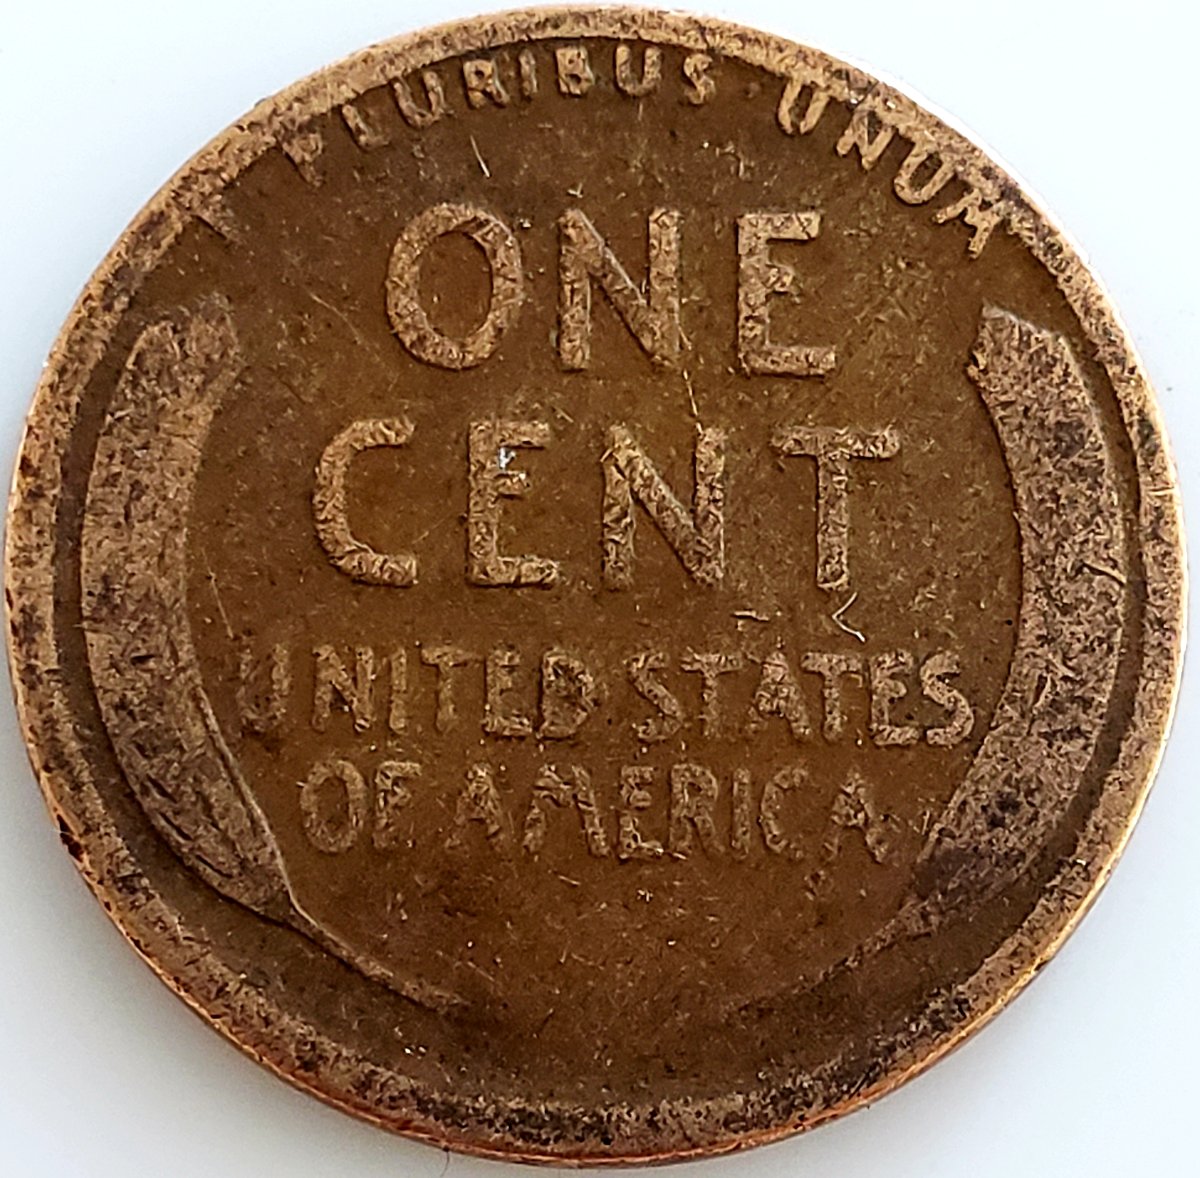 E PLURIBUS · UNUM
ONE
CENT
UNITED STATES
OF AMERICA